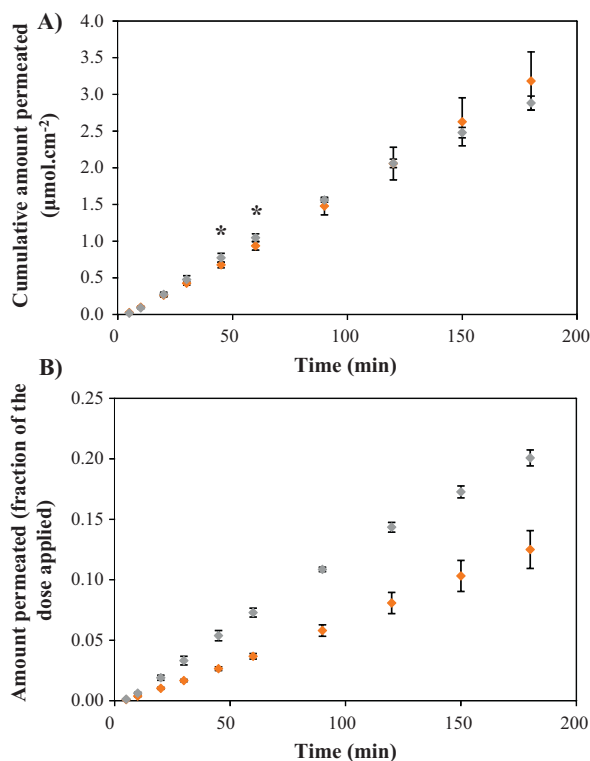 A)
Cumulative amount permeated
(μmol.cm-2)
4.0
3.5
3.0
2.5
2.0
1.5
1.0
0.5
0.0
* *
0 50 100 150 200
Time (min)
B)
Amount permeated (fraction of the
dose applied)
0.25
0.20
0.15
0.10
0.05
0.00
0 50 100 150 200
Time (min)